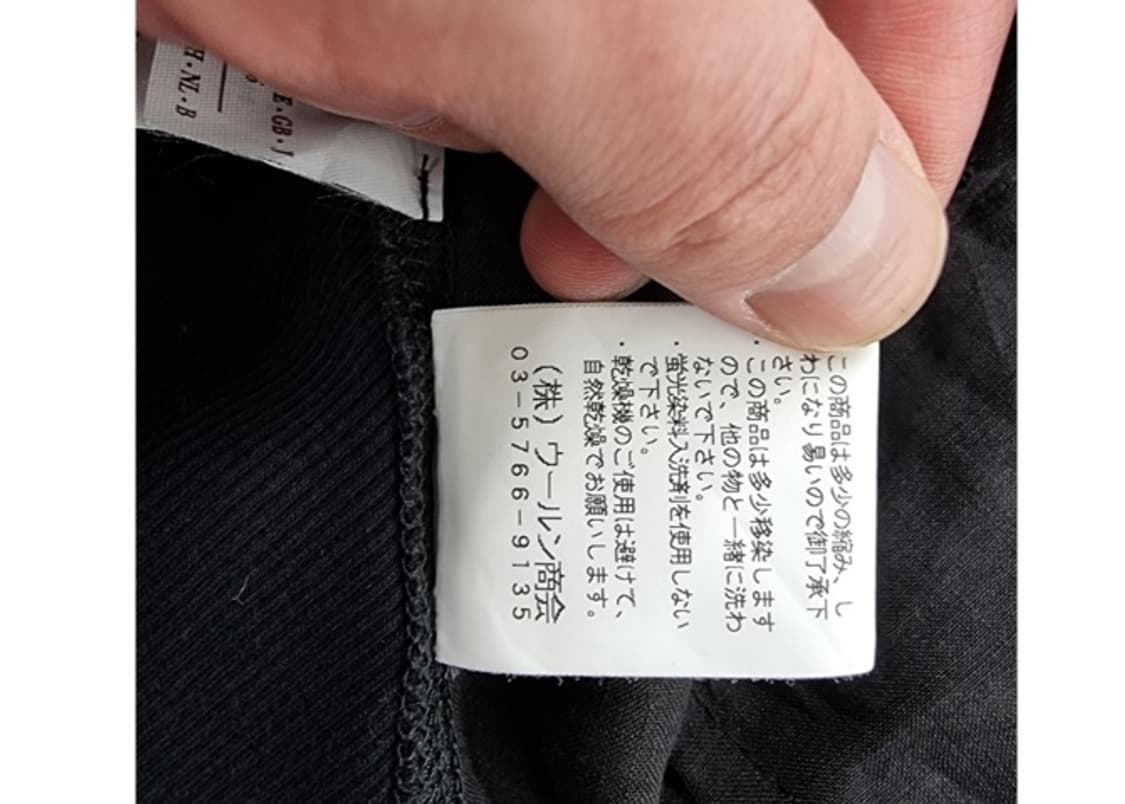 この商品は多少の縮み、し
わになり易いので御了承下
さい。
・この商品は多少移染します
ので、他の物と一緒に洗わ
ないで下さい。
・蛍光染料入洗剤を使用しない
で下さい。
・乾燥機のご使用は避けて、
自然乾燥でお願いします。
(株)ウールン商会
03-5766-9135
E・GB・J
H・NL・B